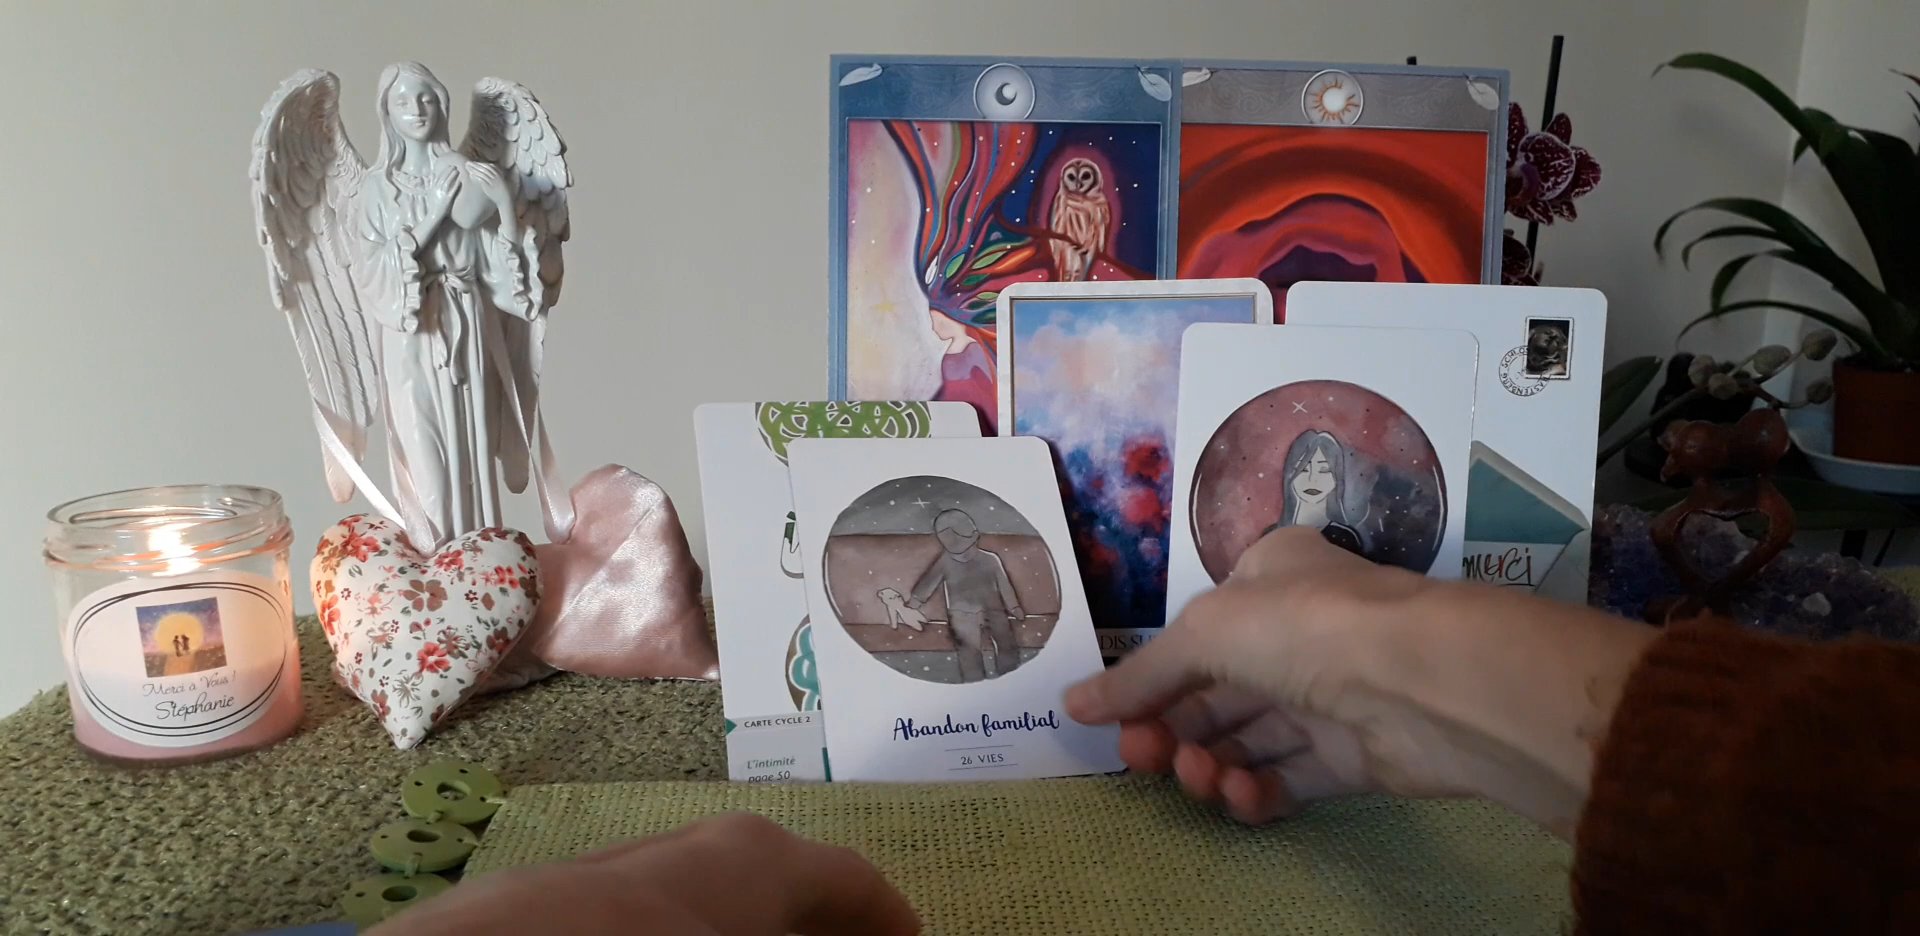 Merci à Vous !
Stéphanie
CARTE CYCLE 2
L'intimité
page 50
Abandon familial
26 VIES
merci